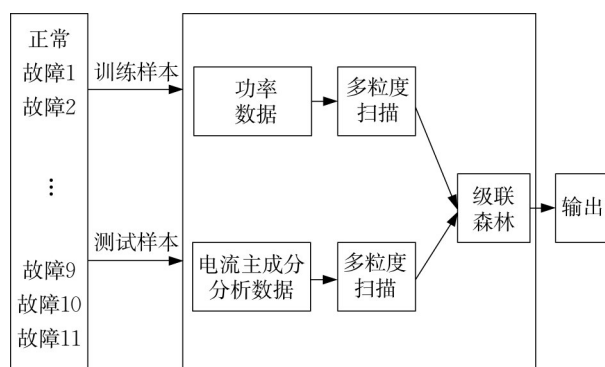 正常
故障1
故障2
⋮
故障9
故障10
故障11
训练样本
测试样本
功率
数据
多粒度
扫描
电流主成分
分析数据
多粒度
扫描
级联
森林
输出